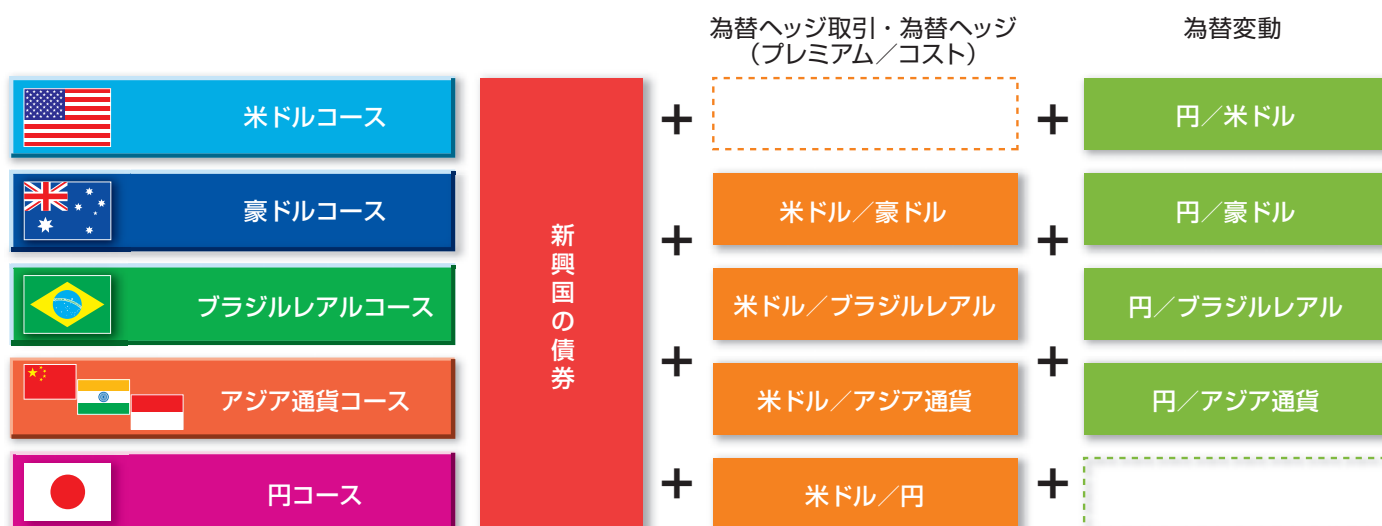 為替ヘッジ取引・為替ヘッジ
（プレミアム／コスト）
為替変動
米ドルコース
新興国の債券
+
+
円／米ドル
豪ドルコース
+
米ドル／豪ドル
+
円／豪ドル
ブラジルレアルコース
米ドル／ブラジルレアル
円／ブラジルレアル
アジア通貨コース
+
米ドル／アジア通貨
+
円／アジア通貨
円コース
+
米ドル／円
+